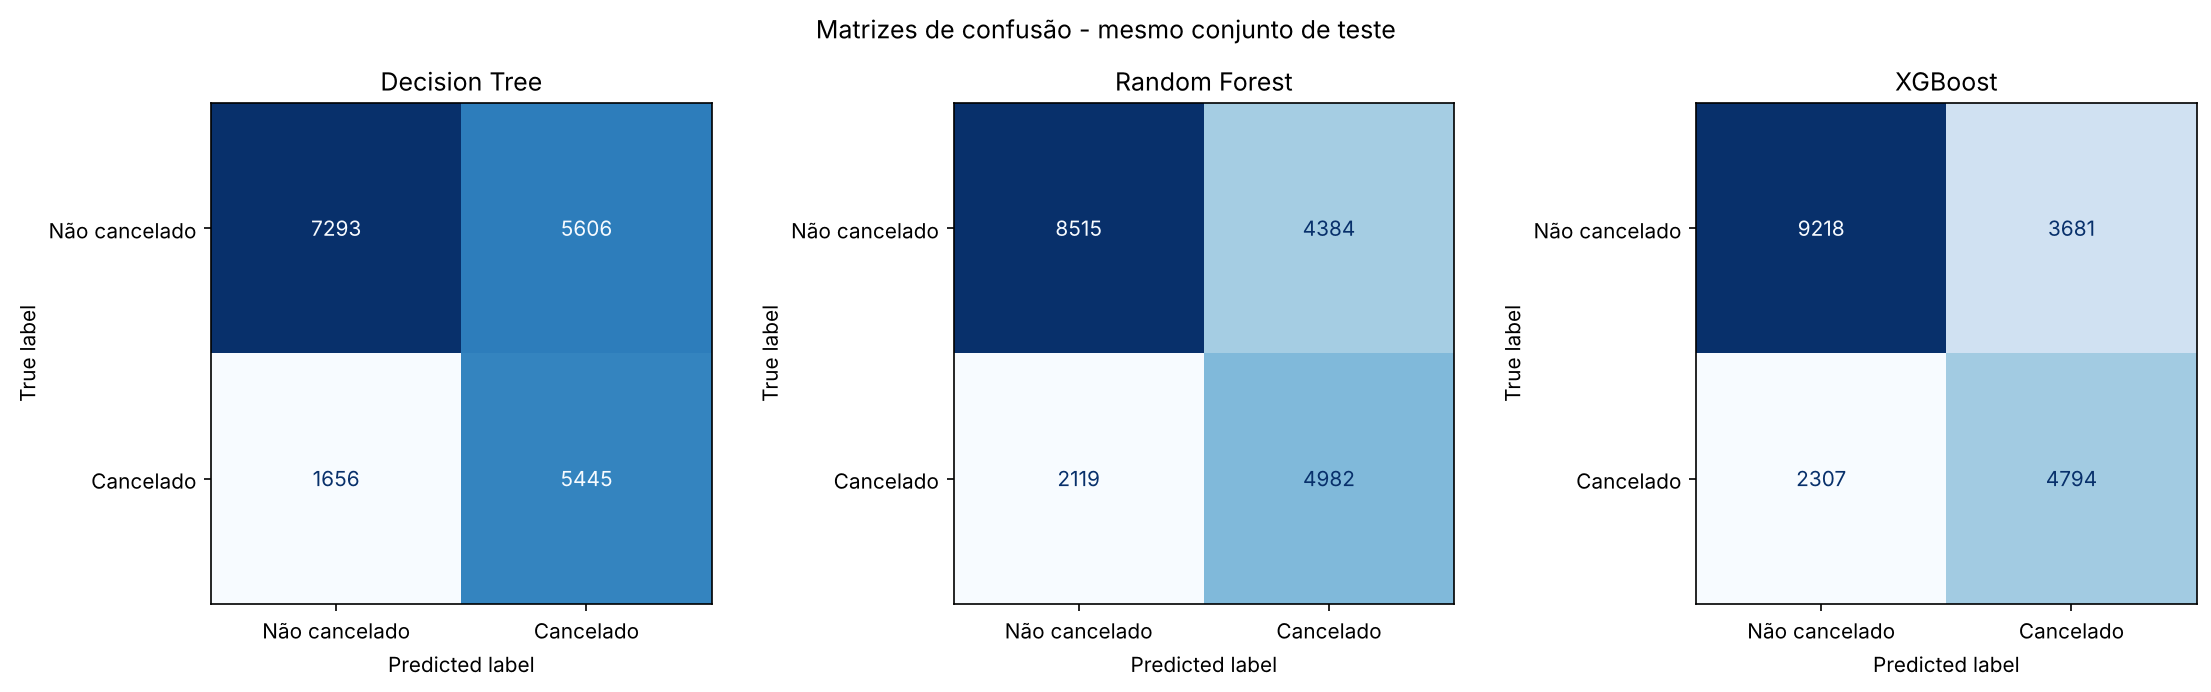 Matrizes de confusão - mesmo conjunto de teste
Decision Tree
True label
Não cancelado
7293
5606
Cancelado
1656
5445
Não cancelado
Cancelado
Predicted label
Random Forest
True label
Não cancelado
8515
4384
Cancelado
2119
4982
Não cancelado
Cancelado
Predicted label
XGBoost
True label
Não cancelado
9218
3681
Cancelado
2307
4794
Não cancelado
Cancelado
Predicted label